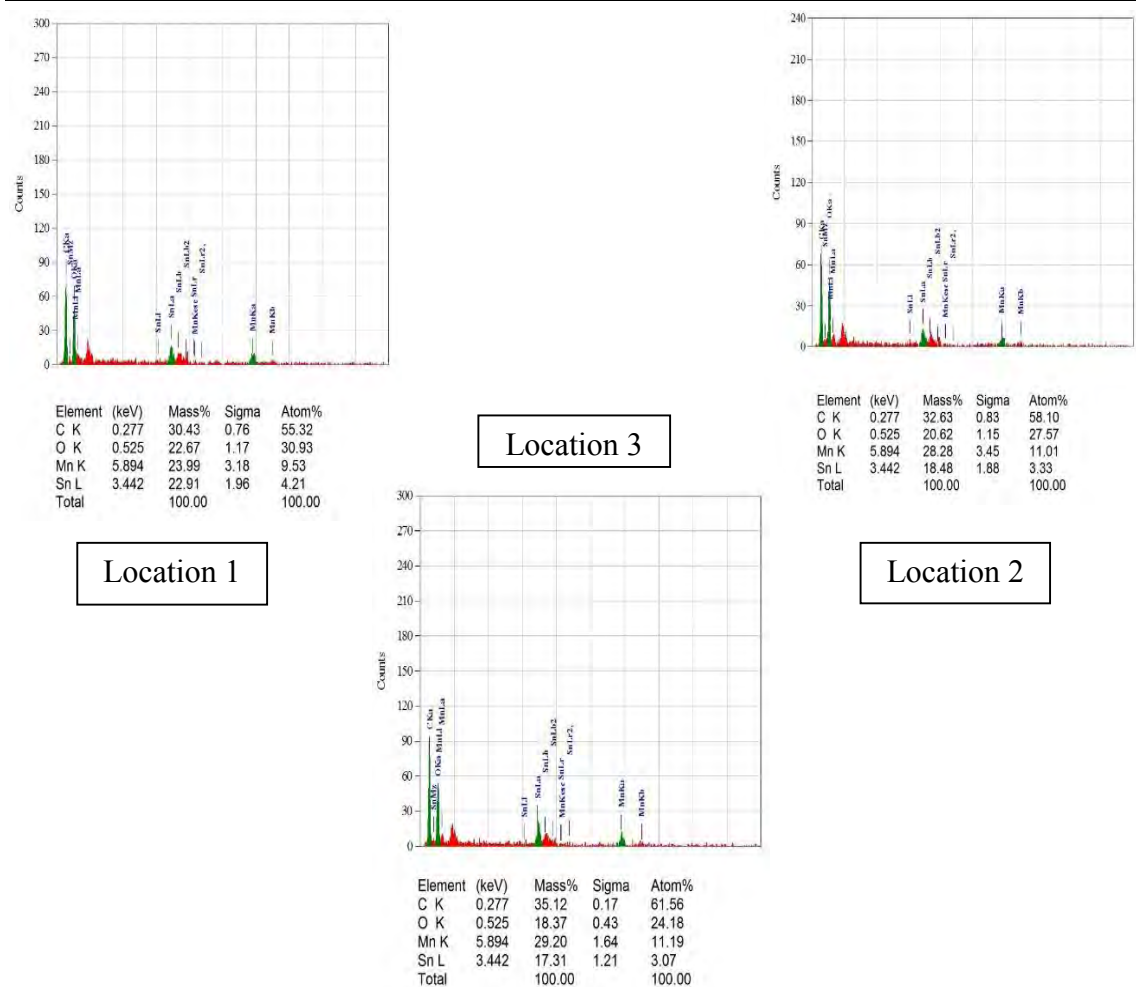 300
270
240
210
180
150
120
90
60
30
0
Counts
CKa
SnMz
OKa
MnLl
MnLa
SnLl
SnLa
SnLb
SnLb2
MnKesc
SnLr
SnLr2,
MnKa
MnKb
Element (keV) Mass% Sigma Atom%
C K 0.277 30.43 0.76 55.32
O K 0.525 22.67 1.17 30.93
Mn K 5.894 23.99 3.18 9.53
Sn L 3.442 22.91 1.96 4.21
Total 100.00 100.00
Location 1
240
210
180
150
120
90
60
30
0
Counts
CKa
SnMz
OKa
MnLl
MnLa
SnLl
SnLa
SnLb
SnLb2
MnKesc
SnLr
SnLr2,
MnKa
MnKb
Element (keV) Mass% Sigma Atom%
C K 0.277 32.63 0.83 58.10
O K 0.525 20.62 1.15 27.57
Mn K 5.894 28.28 3.45 11.01
Sn L 3.442 18.48 1.88 3.33
Total 100.00 100.00
Location 2
Location 3
300
270
240
210
180
150
120
90
60
30
0
Counts
CKa
SnMz
OKa
MnLl
MnLa
SnLl
SnLa
SnLb
SnLb2
MnKesc
SnLr
SnLr2,
MnKa
MnKb
Element (keV) Mass% Sigma Atom%
C K 0.277 35.12 0.17 61.56
O K 0.525 18.37 0.43 24.18
Mn K 5.894 29.20 1.64 11.19
Sn L 3.442 17.31 1.21 3.07
Total 100.00 100.00